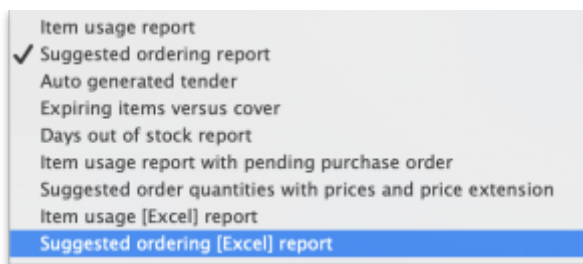 Item usage report
Suggested ordering report
Auto generated tender
Expiring items versus cover
Days out of stock report
Item usage report with pending purchase order
Suggested order quantities with prices and price extension
Item usage [Excel] report
Suggested ordering [Excel] report